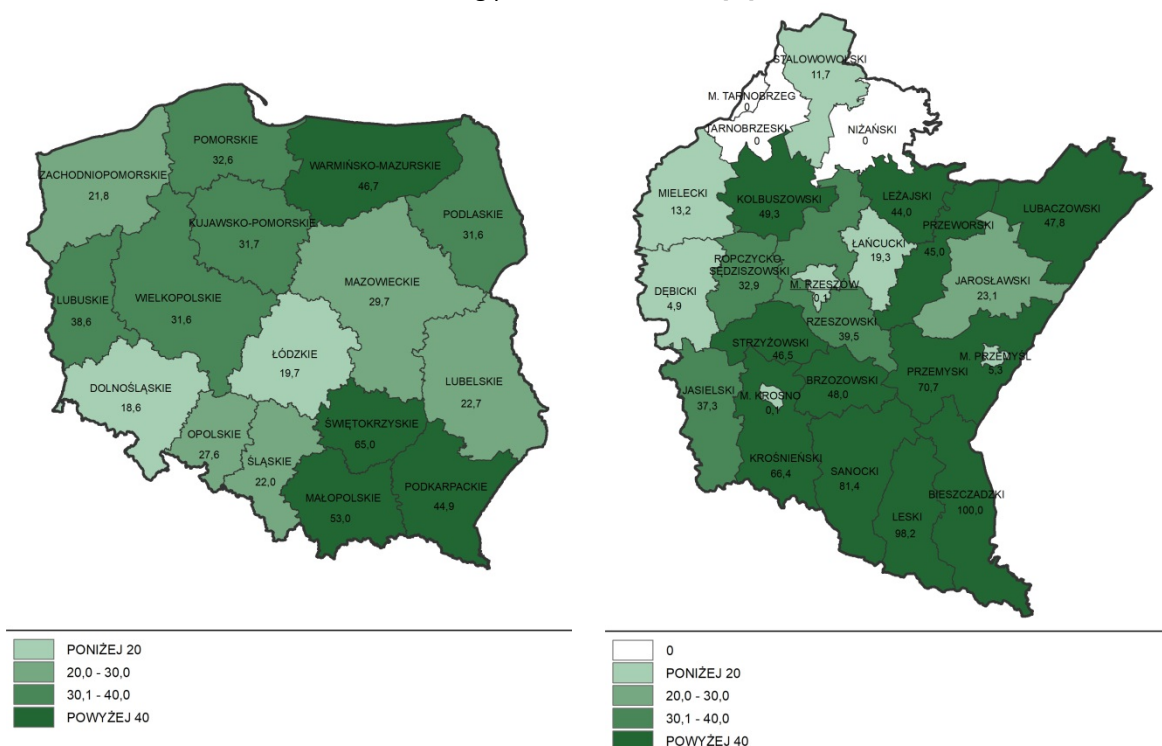 POMORSKIE
32,6
WARMIŃSKO-MAZURSKIE
46,7
ZACHODNIOPOMORSKIE
21,8
KUJAWSKO-POMORSKIE
31,7
PODLASKIE
31,6
MAZOWIECKIE
29,7
LUBUSKIE
38,6
WIELKOPOLSKIE
31,6
ŁÓDZKIE
19,7
DOLNOŚLĄSKIE
18,6
LUBELSKIE
22,7
OPOLSKIE
27,6
ŚLĄSKIE
22,0
ŚWIĘTOKRZYSKIE
65,0
MAŁOPOLSKIE
53,0
PODKARPACKIE
44,9
PONIŻEJ 20
20,0 - 30,0
30,1 - 40,0
POWYŻEJ 40
STALOWOWOLSKI
11,7
M. TARNOBRZEG
0
TARNOBRZESKI
0
NIŻAŃSKI
0
MIELECKI
13,2
KOLBUSZOWSKI
49,3
LEŻAJSKI
44,0
LUBACZOWSKI
47,8
PRZEWORSKI
45,0
ŁAŃCUCKI
19,3
ROPCZYCKO-
SĘDZISZOWSKI
32,9
JAROSŁAWSKI
23,1
DĘBICKI
4,9
M. RZESZÓW
0,1
RZESZOWSKI
39,5
STRZYŻOWSKI
46,5
M. PRZEMYŚL
5,3
PRZEMYSKI
70,7
JASIELSKI
37,3
M. KROSNO
0,1
BRZOZOWSKI
48,0
KROŚNIEŃSKI
66,4
SANOCKI
81,4
BIESZCZADZKI
100,0
LESKI
98,2
0
PONIŻEJ 20
20,0 - 30,0
30,1 - 40,0
POWYŻEJ 40